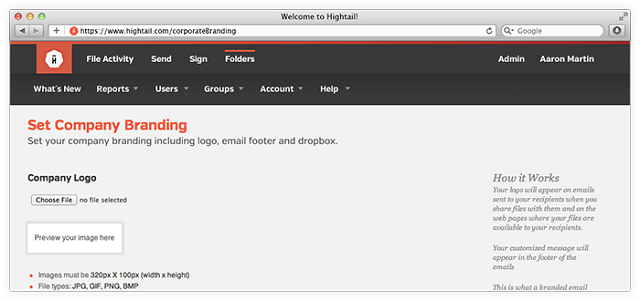 Welcome to Hightail!
https://www.hightail.com/corporateBranding
Google
File Activity Send Sign Folders Admin Aaron Martin
What's New Reports Users Groups Account Help
Set Company Branding
Set your company branding including logo, email footer and dropbox.
Company Logo
Choose File no file selected
Preview your image here
Images must be 320px X 100px (width x height)
File types: JPG, GIF, PNG, BMP
How it Works
Your logo will appear on emails
sent to your recipients when you
share files with them and on the
web pages where your files are
available to your recipients.
Your customized message will
appear in the footer of the
emails
This is what a branded email